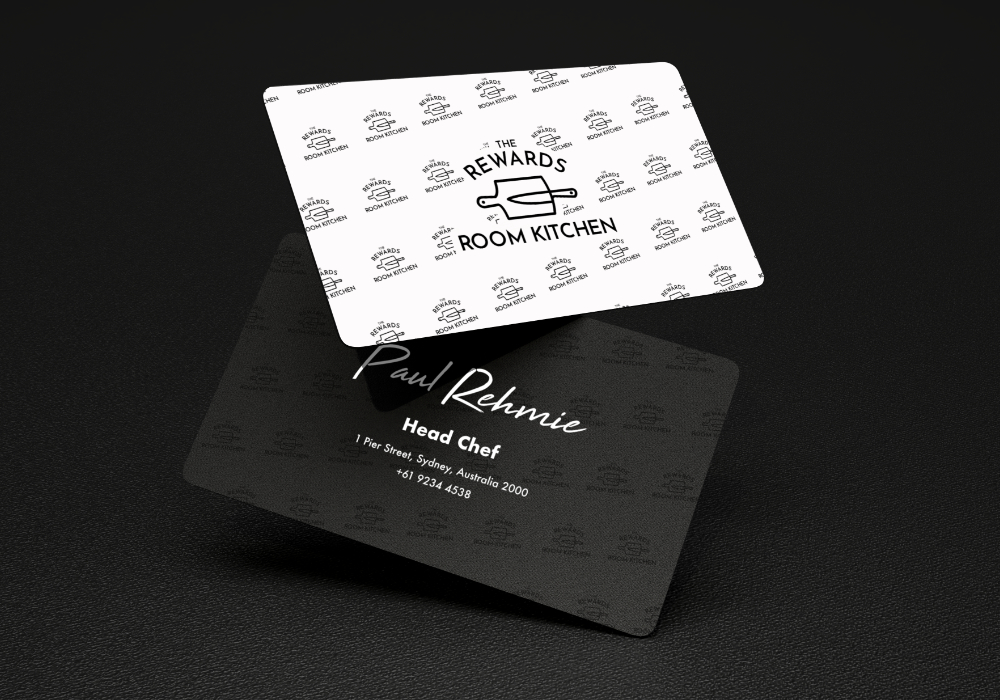 THE
REWARDS
ROOM KITCHEN
Paul Rehmie
Head Chef
1 Pier Street, Sydney, Australia 2000
+61 9234 4538